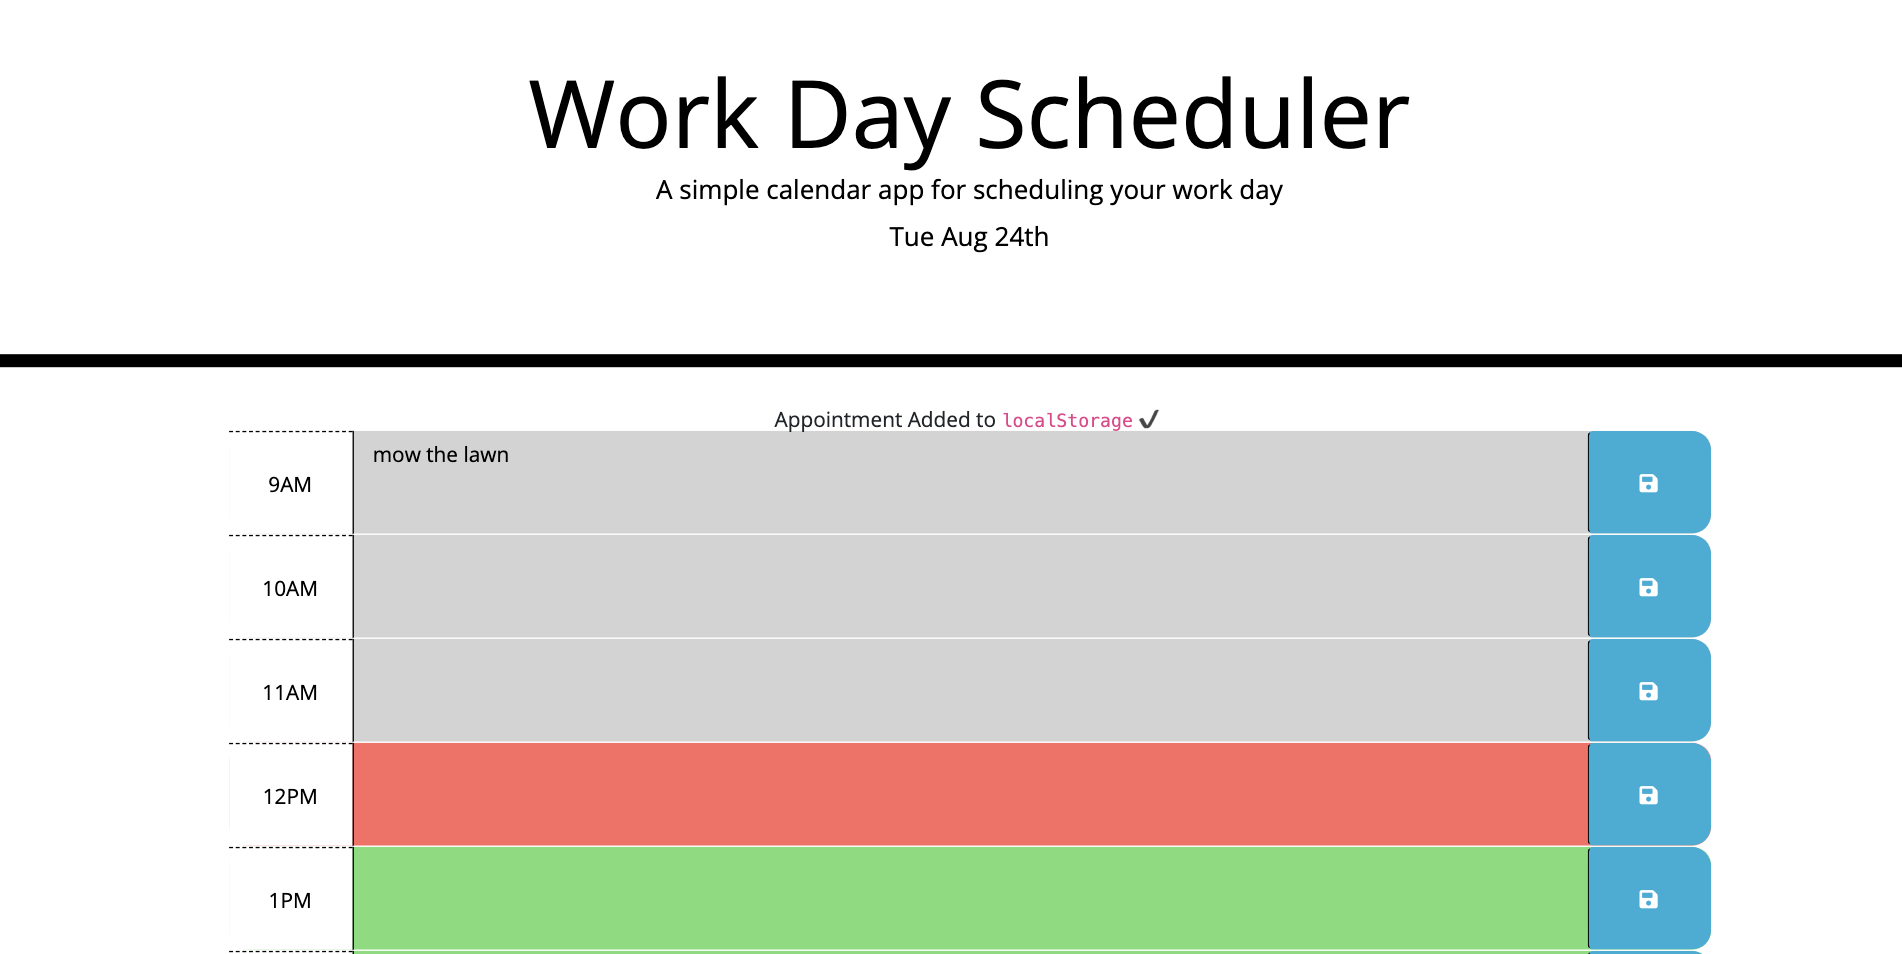 Work Day Scheduler
A simple calendar app for scheduling your work day
Tue Aug 24th
Appointment Added to localStorage ✔
9AM mow the lawn
10AM
11AM
12PM
1PM